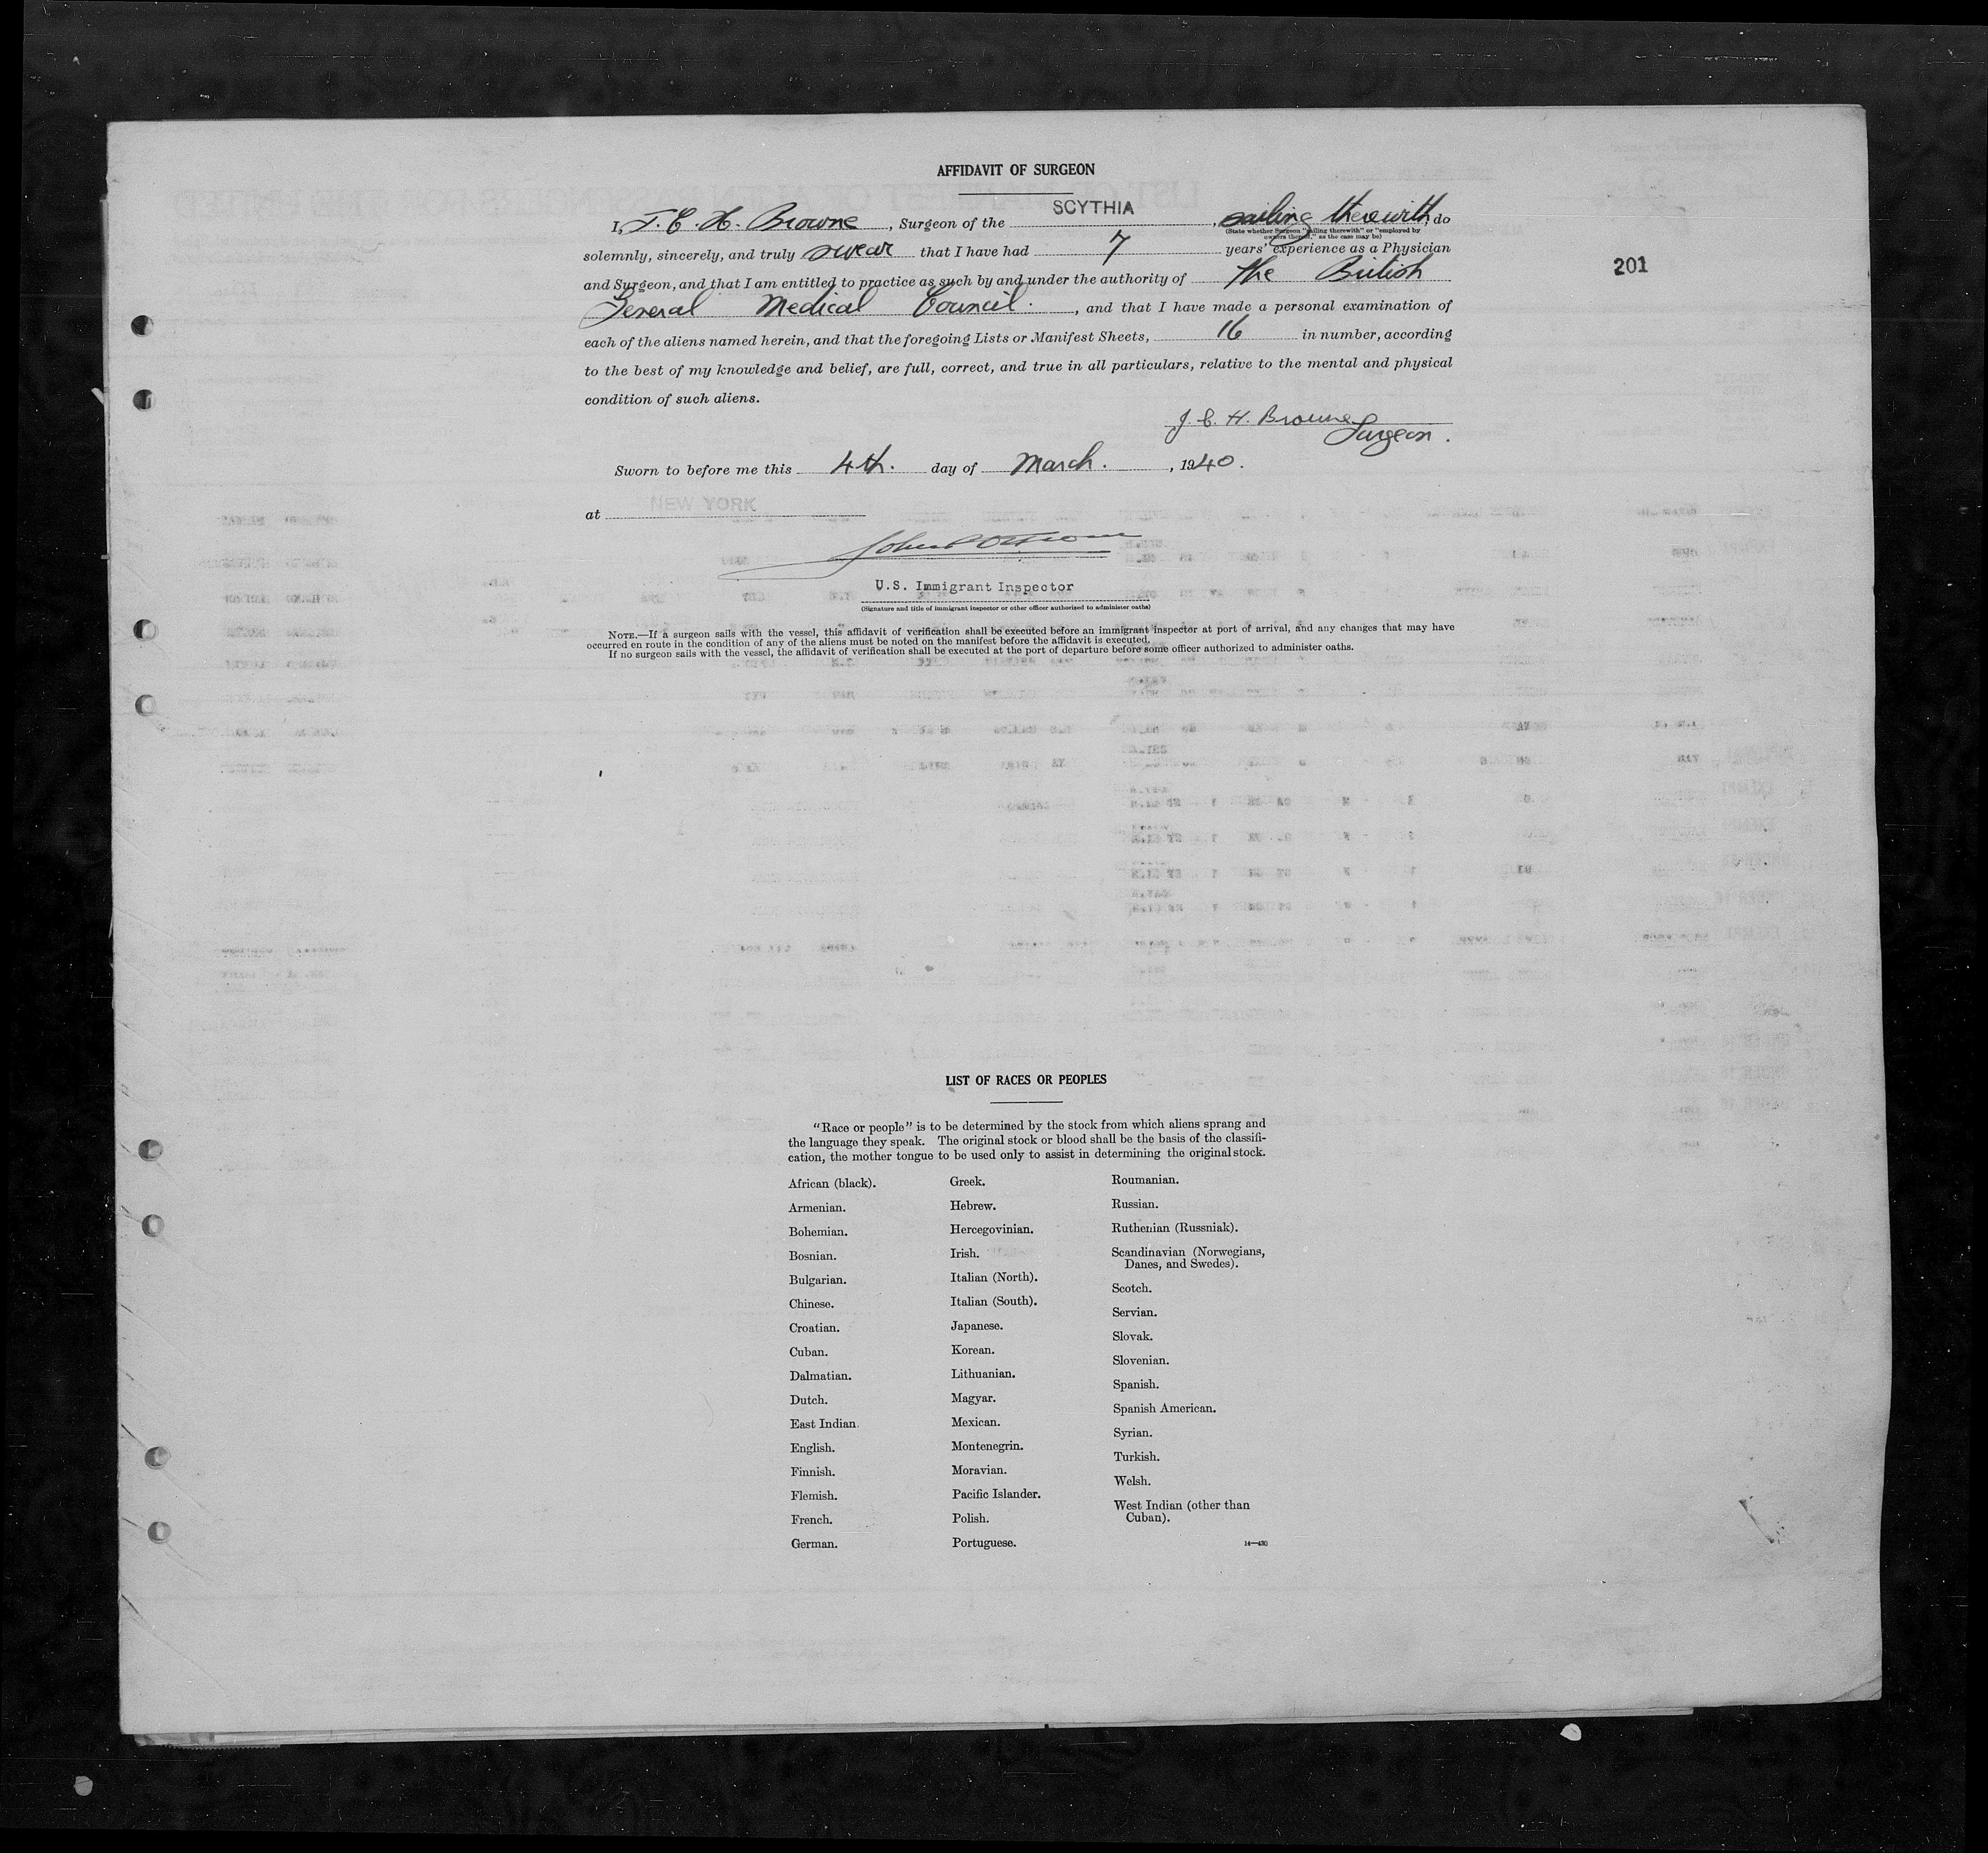 AFFIDAVIT OF SURGEON
I, J. E. H. Browne, Surgeon of the SCYTHIA, sailing therewith, do
(State whether Surgeon "sailing therewith" or "employed by
owners thereof," as the case may be)
solemnly, sincerely, and truly swear that I have had 7 years' experience as a Physician
and Surgeon, and that I am entitled to practice as such by and under the authority of the British
General Medical Council., and that I have made a personal examination of
each of the aliens named herein, and that the foregoing Lists or Manifest Sheets, 16 in number, according
to the best of my knowledge and belief, are full, correct, and true in all particulars, relative to the mental and physical
condition of such aliens.
201
J. E. H. Browne
Surgeon.
Sworn to before me this 4th. day of March., 1940.
at NEW YORK
U.S. Immigrant Inspector
(Signature and title of immigrant inspector or other officer authorized to administer oaths)
NOTE.—If a surgeon sails with the vessel, this affidavit of verification shall be executed before an immigrant inspector at port of arrival, and any changes that may have
occurred en route in the condition of any of the aliens must be noted on the manifest before the affidavit is executed.
If no surgeon sails with the vessel, the affidavit of verification shall be executed at the port of departure before some officer authorized to administer oaths.
LIST OF RACES OR PEOPLES
"Race or people" is to be determined by the stock from which aliens sprang and
the language they speak. The original stock or blood shall be the basis of the classifi-
cation, the mother tongue to be used only to assist in determining the original stock.
African (black).
Armenian.
Bohemian.
Bosnian.
Bulgarian.
Chinese.
Croatian.
Cuban.
Dalmatian.
Dutch.
East Indian.
English.
Finnish.
Flemish.
French.
German.
Greek.
Hebrew.
Hercegovinian.
Irish.
Italian (North).
Italian (South).
Japanese.
Korean.
Lithuanian.
Magyar.
Mexican.
Montenegrin.
Moravian.
Pacific Islander.
Polish.
Portuguese.
Roumanian.
Russian.
Ruthenian (Russniak).
Scandinavian (Norwegians,
Danes, and Swedes).
Scotch.
Servian.
Slovak.
Slovenian.
Spanish.
Spanish American.
Syrian.
Turkish.
Welsh.
West Indian (other than
Cuban).
14—430